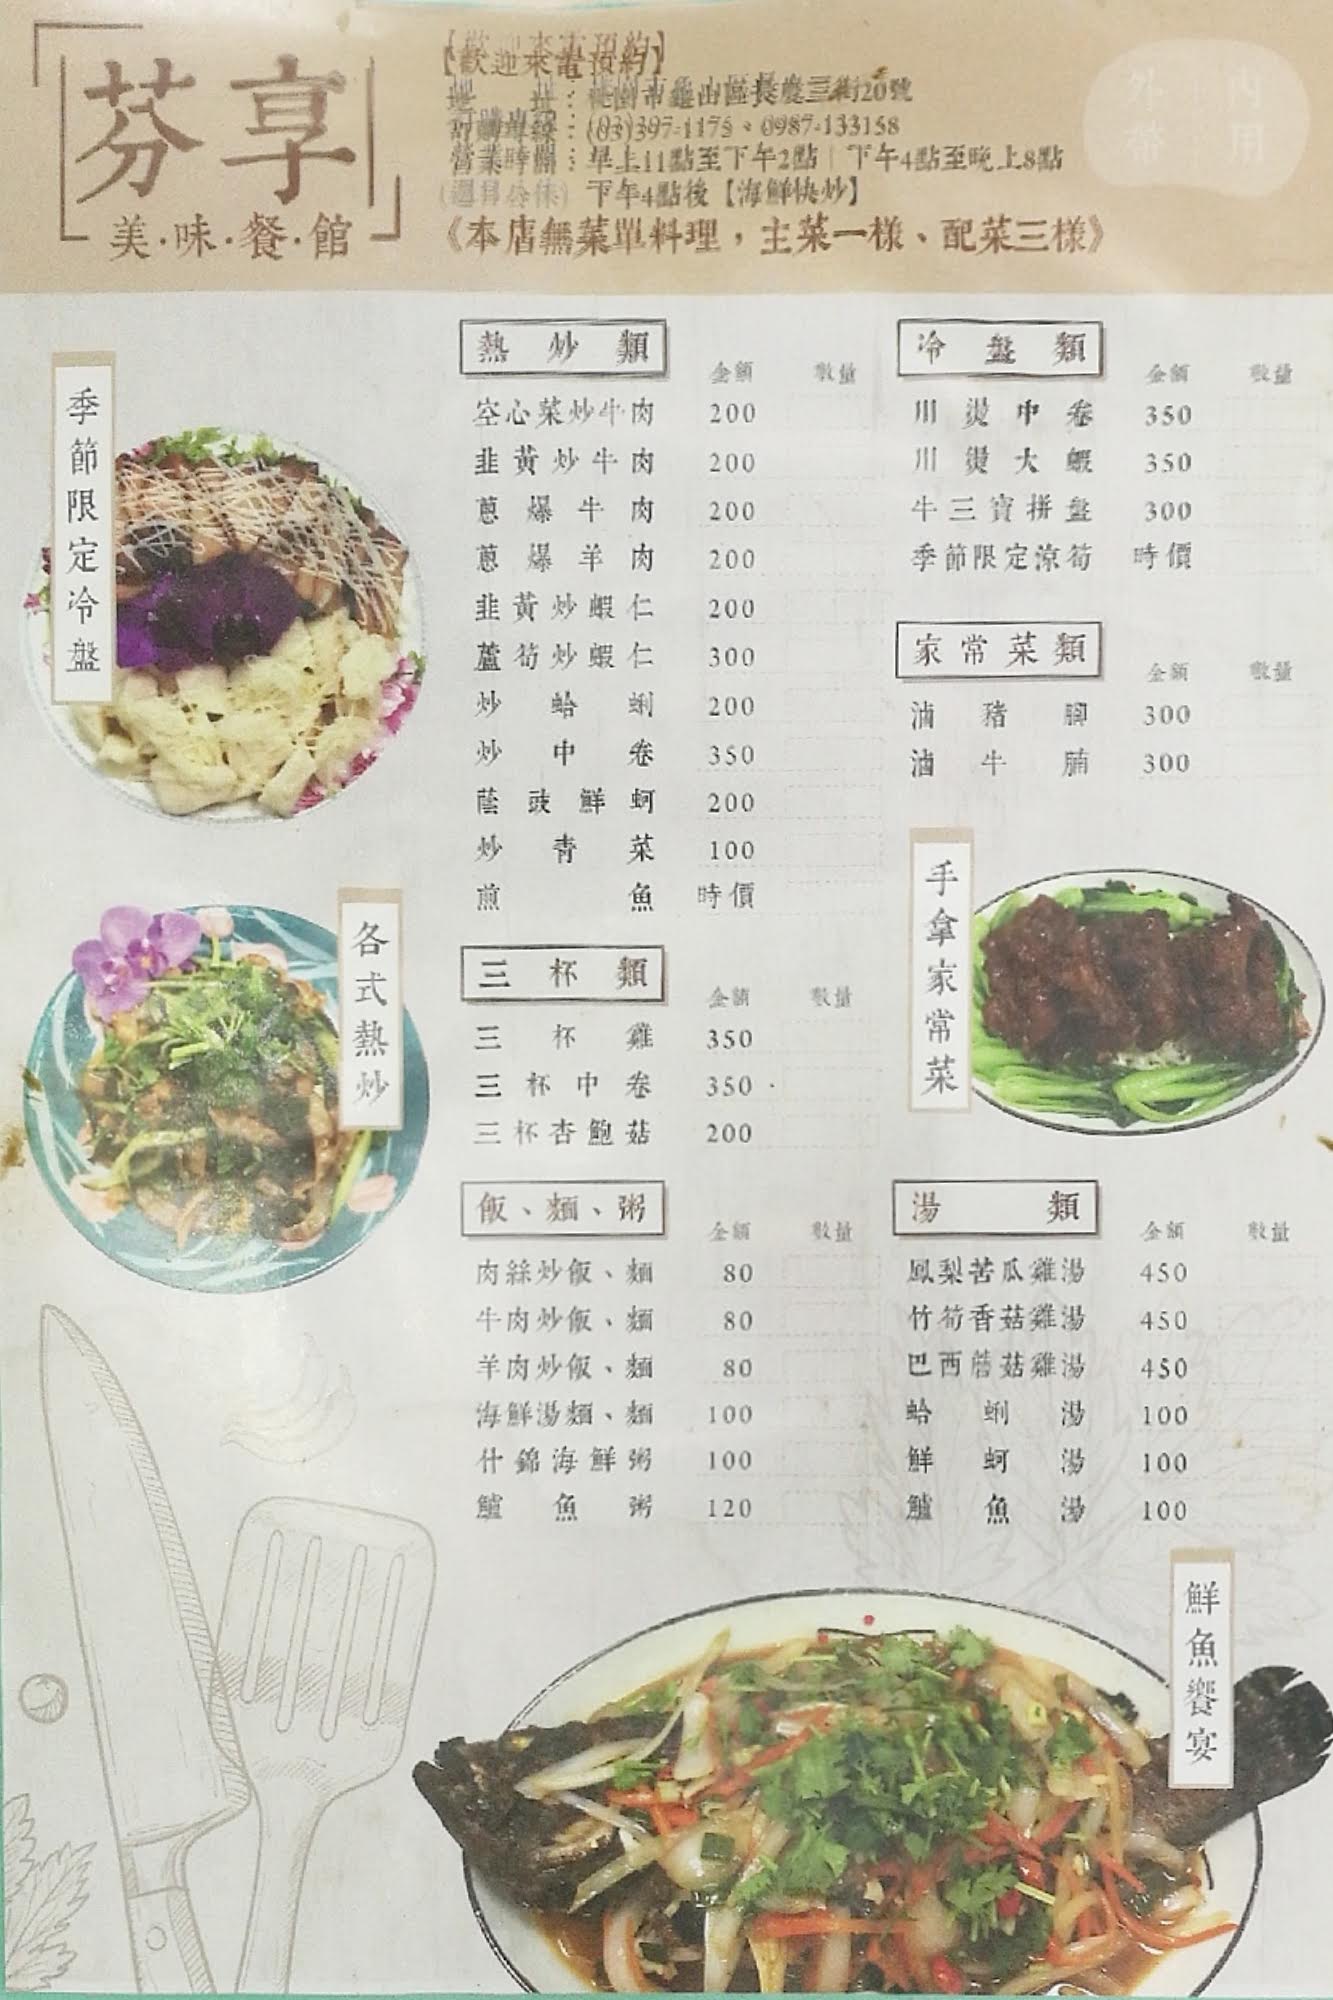 芬享
美·味·餐·館
【歡迎來電預約】
地 址：桃園市龜山區長慶三街20號
訂購專線：(03)397-1175、0987-133158
營業時間：早上11點至下午2點｜下午4點至晚上8點
(週日公休) 下午4點後【海鮮快炒】
《本店無菜單料理，主菜一樣、配菜三樣》
外帶 內用
季節限定冷盤
各式熱炒
熱炒類 金額 數量
空心菜炒牛肉 200
韭黃炒牛肉 200
蔥爆牛肉 200
蔥爆羊肉 200
韭黃炒蝦仁 200
蘆筍炒蝦仁 300
炒蛤蜊 200
炒中卷 350
蔭豉鮮蚵 200
炒青菜 100
煎魚 時價
三杯類 金額 數量
三杯雞 350
三杯中卷 350
三杯杏鮑菇 200
飯、麵、粥 金額 數量
肉絲炒飯、麵 80
牛肉炒飯、麵 80
羊肉炒飯、麵 80
海鮮湯麵、麵 100
什錦海鮮粥 100
鱸魚粥 120
冷盤類 金額 數量
川燙中卷 350
川燙大蝦 350
牛三寶拼盤 300
季節限定涼筍 時價
家常菜類 金額 數量
滷豬腳 300
滷牛腩 300
手拿家常菜
湯類 金額 數量
鳳梨苦瓜雞湯 450
竹筍香菇雞湯 450
巴西蘑菇雞湯 450
蛤蜊湯 100
鮮蚵湯 100
鱸魚湯 100
鮮魚饗宴